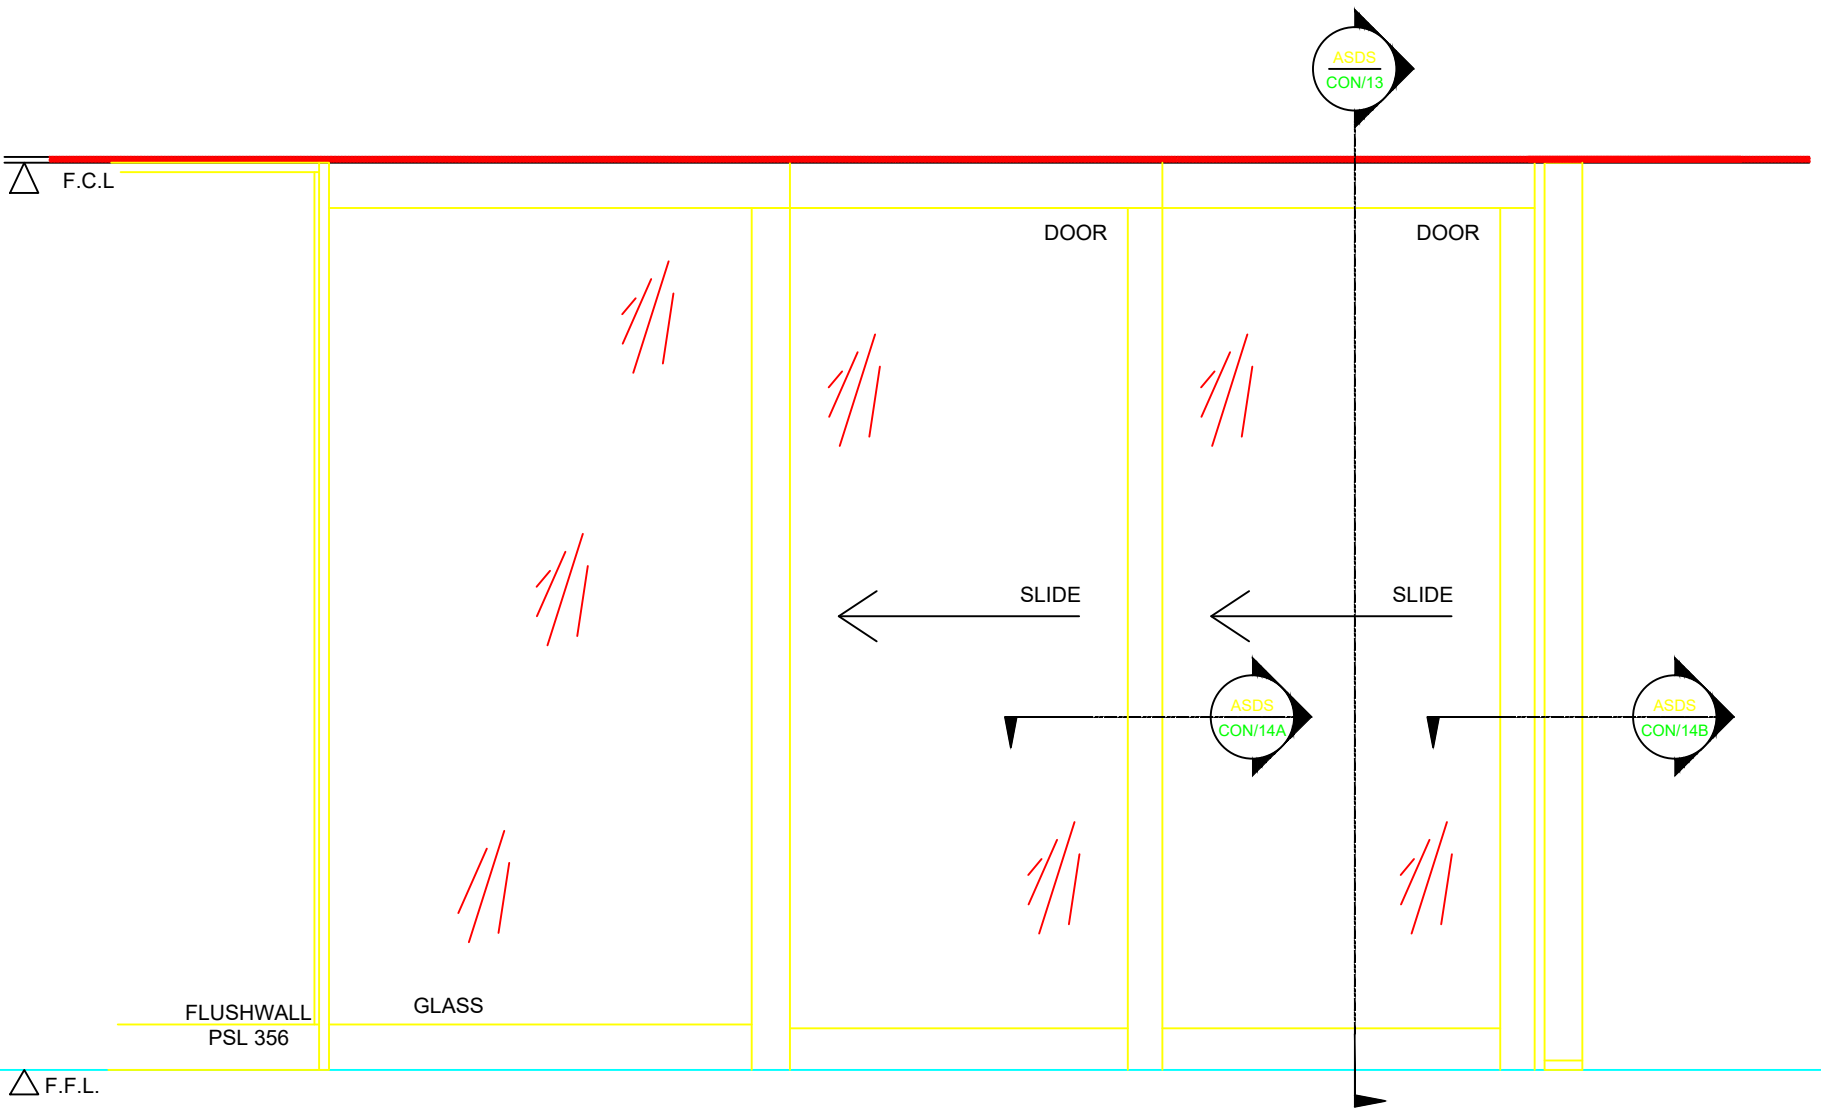 ASDS
CON/13
F.C.L
DOOR
DOOR
SLIDE
SLIDE
ASDS
CON/14A
ASDS
CON/14B
FLUSHWALL
PSL 356
GLASS
F.F.L.